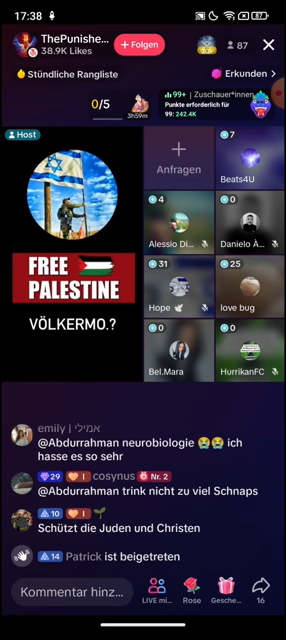 17:38
87
ThePunishe...
38.9K Likes
+ Folgen
87
Stündliche Rangliste
Erkunden >
0/5
3h59m
99+ | Zuschauer*innen
Punkte erforderlich für
99: 242.4K
Host
FREE
PALESTINE
VÖLKERMO.?
Anfragen
7
Beats4U
4
Alessio Di...
0
Danielo À...
31
Hope
25
love bug
0
Bel.Mara
0
HurrikanFC
emily | אמילי
@Abdurrahman neurobiologie 😭😭 ich
hasse es so sehr
29 I cosynus Nr. 2
@Abdurrahman trink nicht zu viel Schnaps
10 I
Schützt die Juden und Christen
14 Patrick ist beigetreten
Kommentar hinz...
LIVE mi...
Rose
Gesche...
16